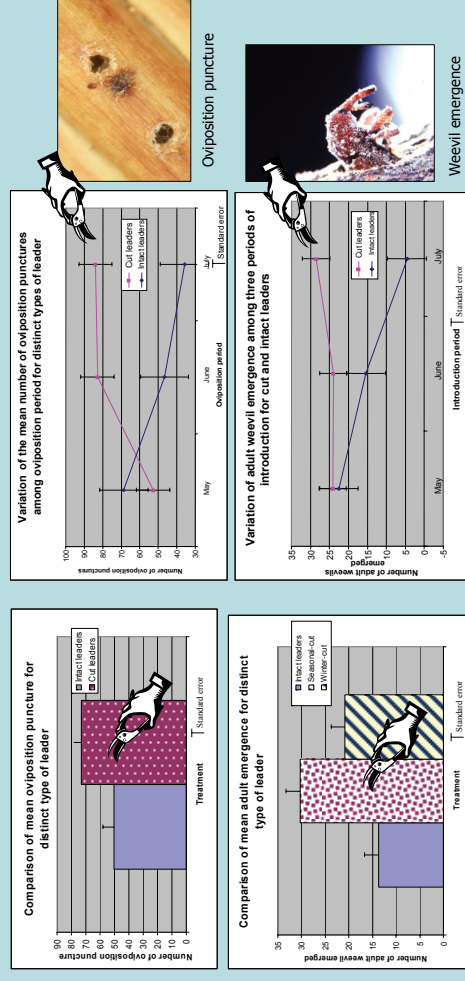 Comparison of mean oviposition puncture for
distinct type of leader
Number of oviposition puncture
90
80
70
60
50
40
30
20
10
0
Intact leaders
Cut leaders
Treatment
Standard error
Variation of the mean number of oviposition punctures
among oviposition period for distinct types of leader
Number of oviposition punctures
100
90
80
70
60
50
40
30
Cut leaders
Intact leaders
May
June
July
Oviposition period
Standard error
Oviposition puncture
Comparison of mean adult emergence for distinct
type of leader
Number of adult weevil emerged
35
30
25
20
15
10
5
0
Intact leaders
Seasonal-cut
Winter-cut
Treatment
Standard error
Variation of adult weevil emergence among three periods of
introduction for cut and intact leaders
Number of adult weevils
emerged
35
30
25
20
15
10
5
0
-5
Cut leaders
Intact leaders
May
June
July
Introduction period
Standard error
Weevil emergence